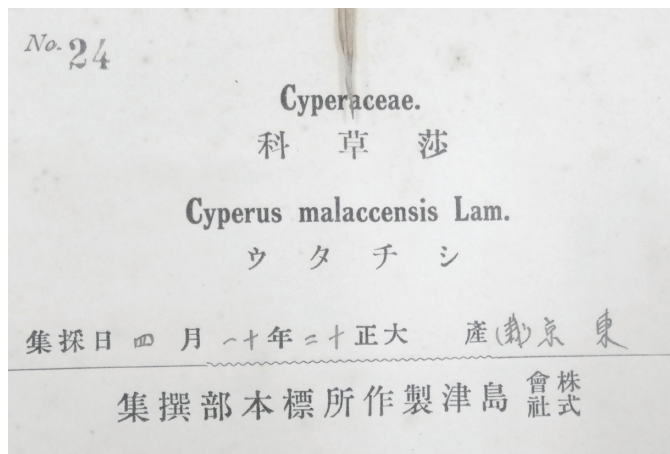 No. 24
Cyperaceae.
莎草科
Cyperus malaccensis Lam.
シチタウ
東京(栽)產 大正十二年十一月四日採集
株式會社島津製作所標本部撰集